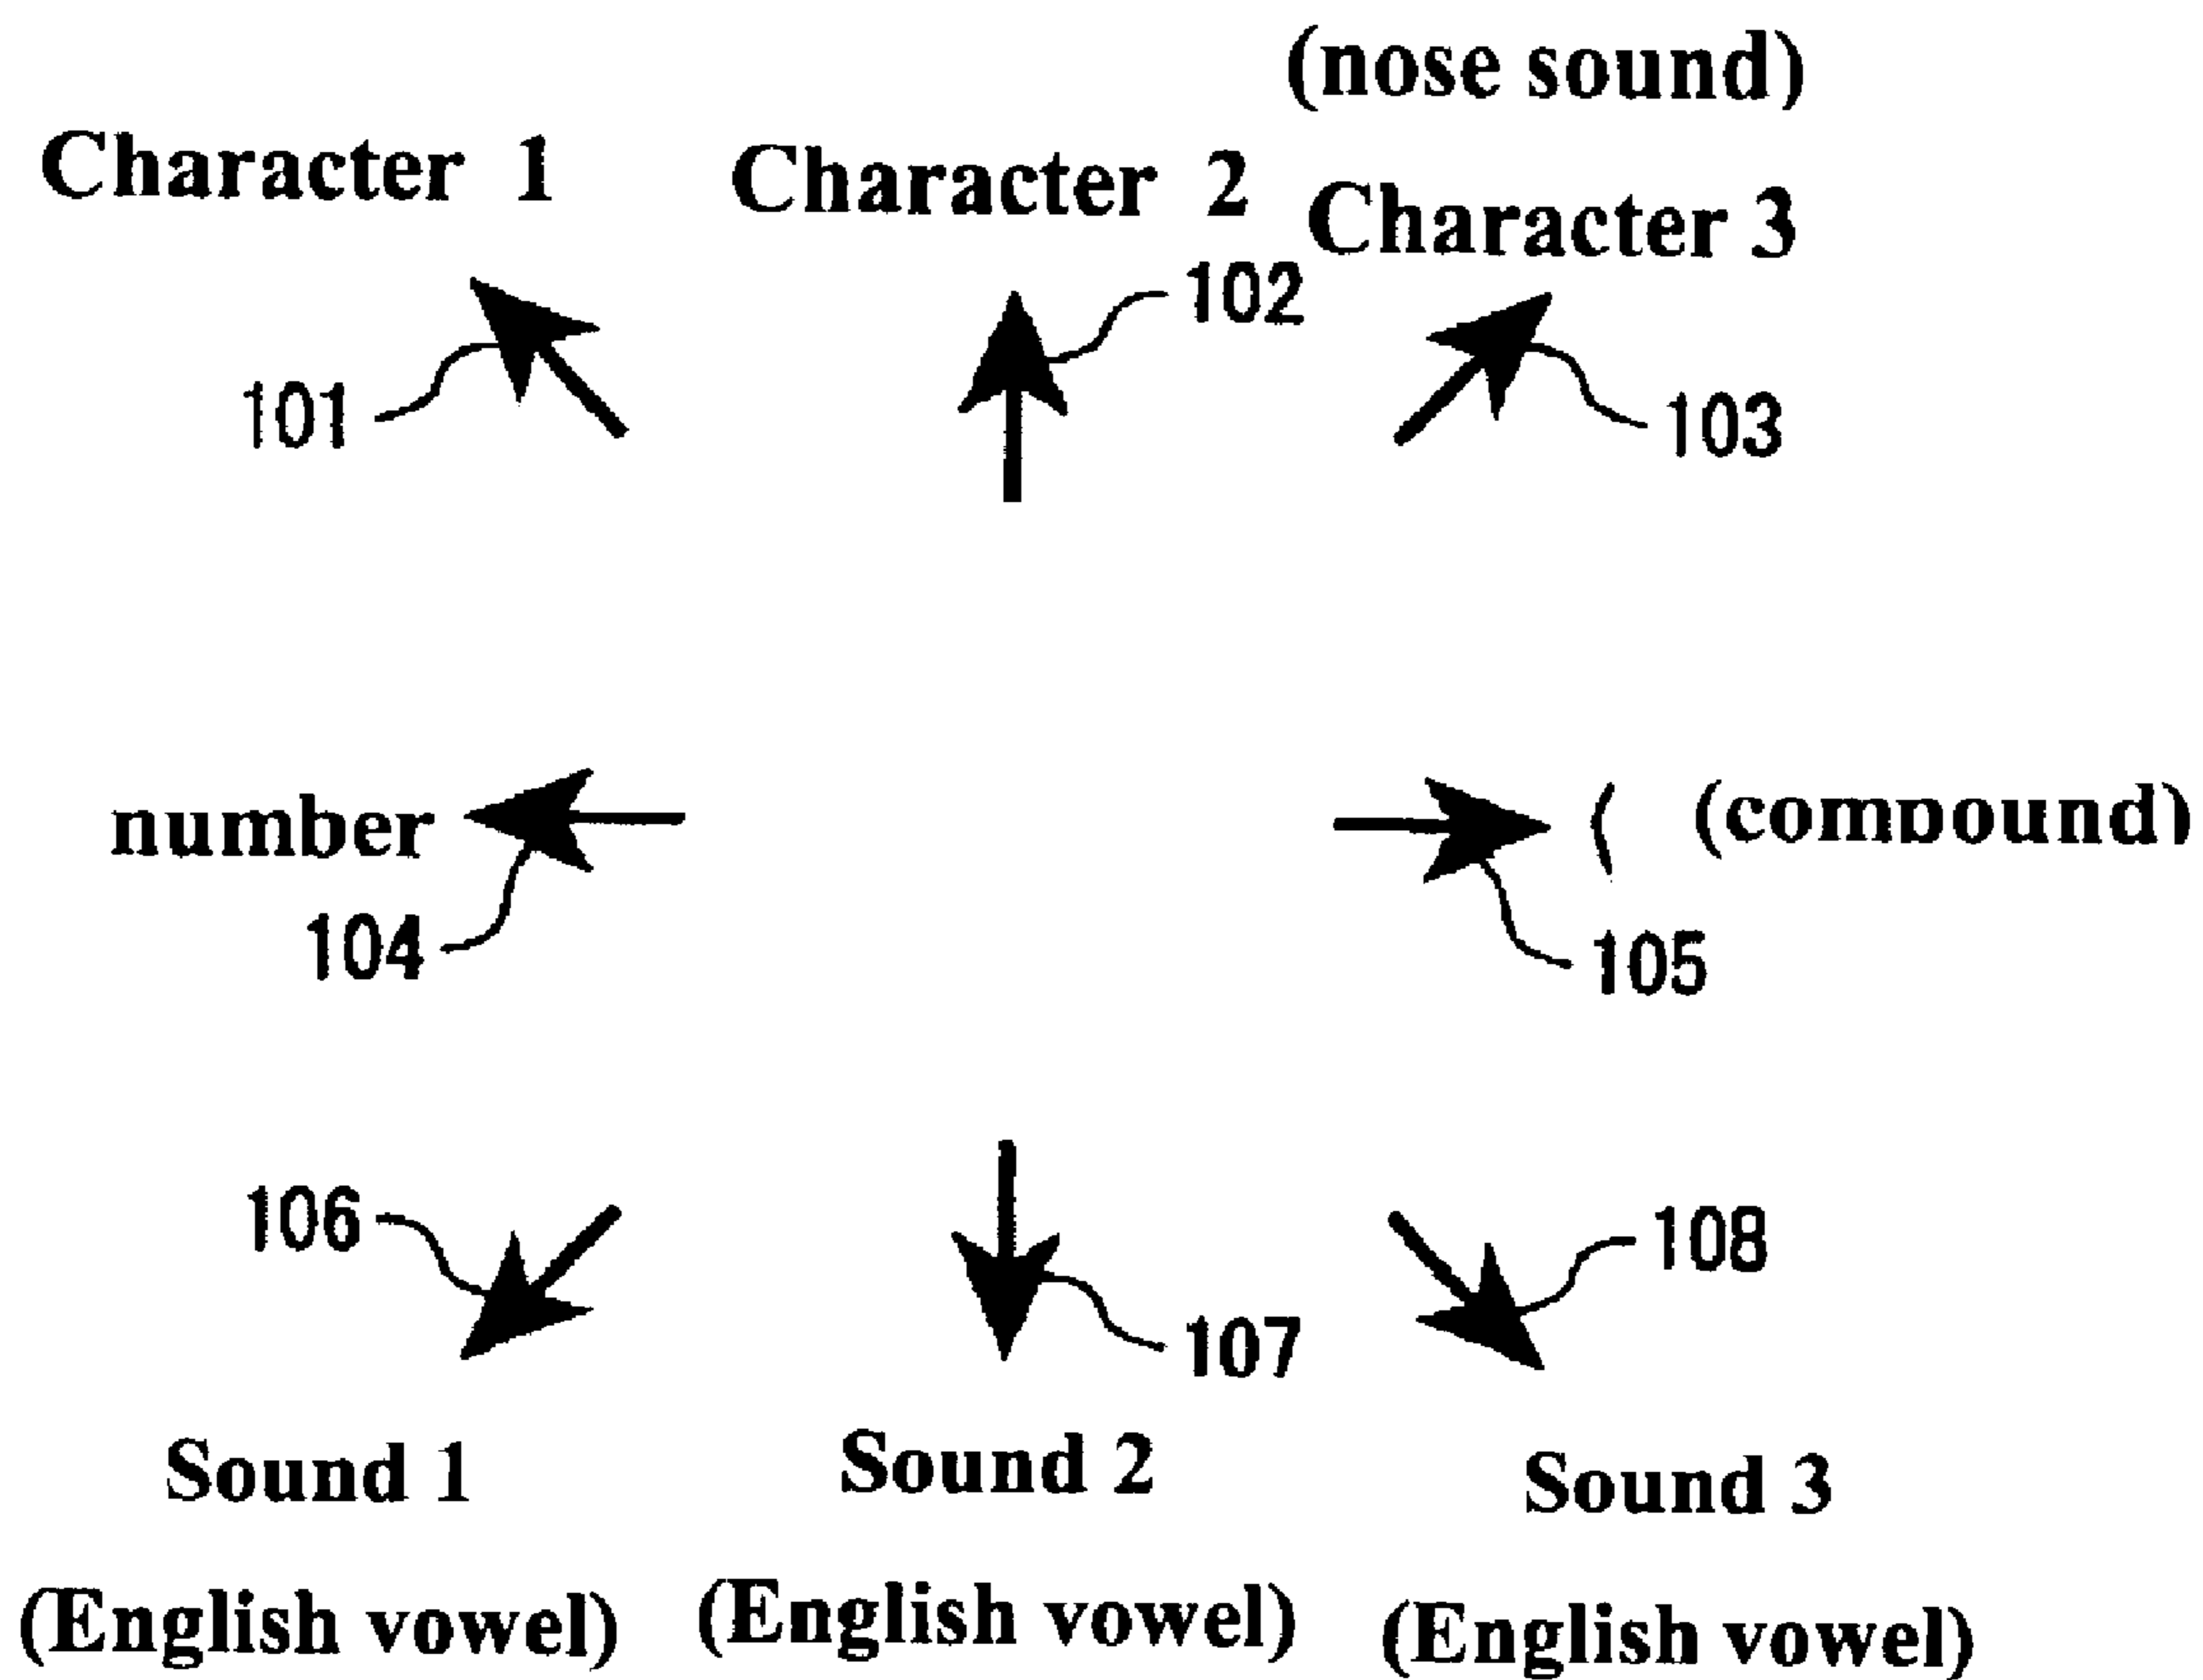 (nose sound)
Character 1 Character 2 Character 3
102
101 103
number ( (compound)
104 105
106 108
107
Sound 1 Sound 2 Sound 3
(English vowel) (English vowel) (English vowel)